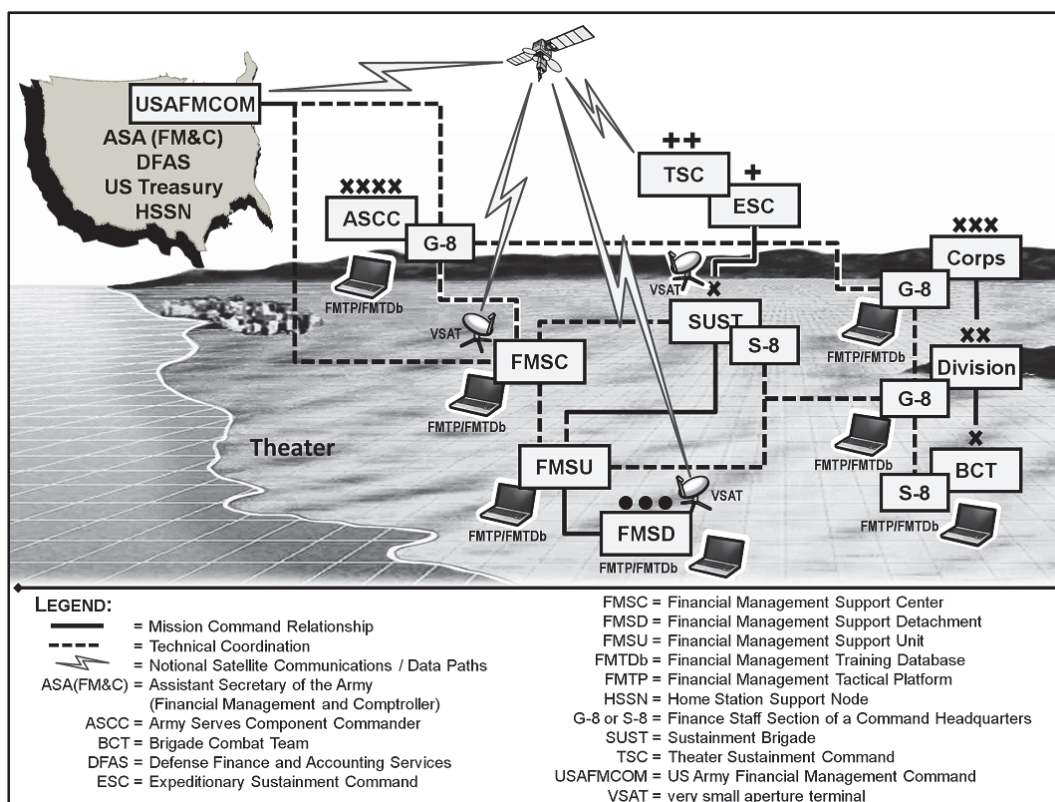 USAFMCOM
ASA (FM&C)
DFAS
US Treasury
HSSN
XXXX
ASCC
G-8
FMTP/FMTDb
++
TSC
+
ESC
VSAT
x
SUST
S-8
VSAT
FMSC
FMTP/FMTDb
XXX
Corps
G-8
FMTP/FMTDb
XX
Division
G-8
FMTP/FMTDb
X
BCT
S-8
FMTP/FMTDb
Theater
FMSU
FMTP/FMTDb
VSAT
FMSD
FMTP/FMTDb
LEGEND:
= Mission Command Relationship
= Technical Coordination
= Notional Satellite Communications / Data Paths
ASA(FM&C) = Assistant Secretary of the Army
(Financial Management and Comptroller)
ASCC = Army Serves Component Commander
BCT = Brigade Combat Team
DFAS = Defense Finance and Accounting Services
ESC = Expeditionary Sustainment Command
FMSC = Financial Management Support Center
FMSD = Financial Management Support Detachment
FMSU = Financial Management Support Unit
FMTDb = Financial Management Training Database
FMTP = Financial Management Tactical Platform
HSSN = Home Station Support Node
G-8 or S-8 = Finance Staff Section of a Command Headquarters
SUST = Sustainment Brigade
TSC = Theater Sustainment Command
USAFMCOM = US Army Financial Management Command
VSAT = very small aperture terminal